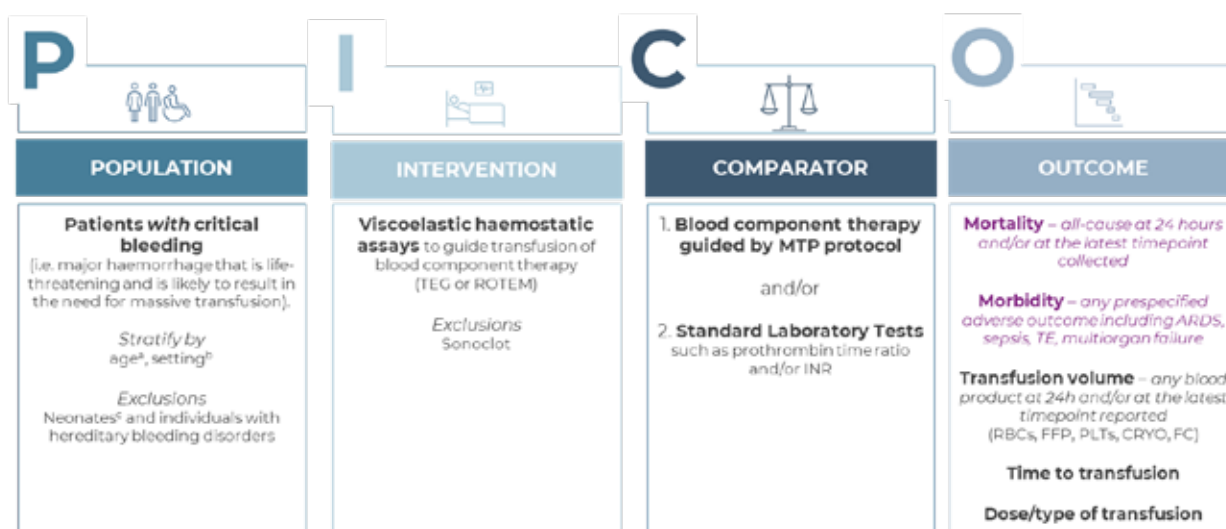 P
I
C
O
POPULATION
Patients with critical
bleeding
(i.e. major haemorrhage that is life-
threatening and is likely to result in
the need for massive transfusion).
Stratify by
ageᵃ, settingᵇ
Exclusions
Neonatesᶜ and individuals with
hereditary bleeding disorders
INTERVENTION
Viscoelastic haemostatic
assays to guide transfusion of
blood component therapy
(TEG or ROTEM)
Exclusions
Sonoclot
COMPARATOR
1. Blood component therapy
guided by MTP protocol
and/or
2. Standard Laboratory Tests
such as prothrombin time ratio
and/or INR
OUTCOME
Mortality – all-cause at 24 hours
and/or at the latest timepoint
collected
Morbidity – any prespecified
adverse outcome including ARDS,
sepsis, TE, multiorgan failure
Transfusion volume – any blood
product at 24h and/or at the latest
timepoint reported
(RBCs, FFP, PLTs, CRYO, FC)
Time to transfusion
Dose/type of transfusion